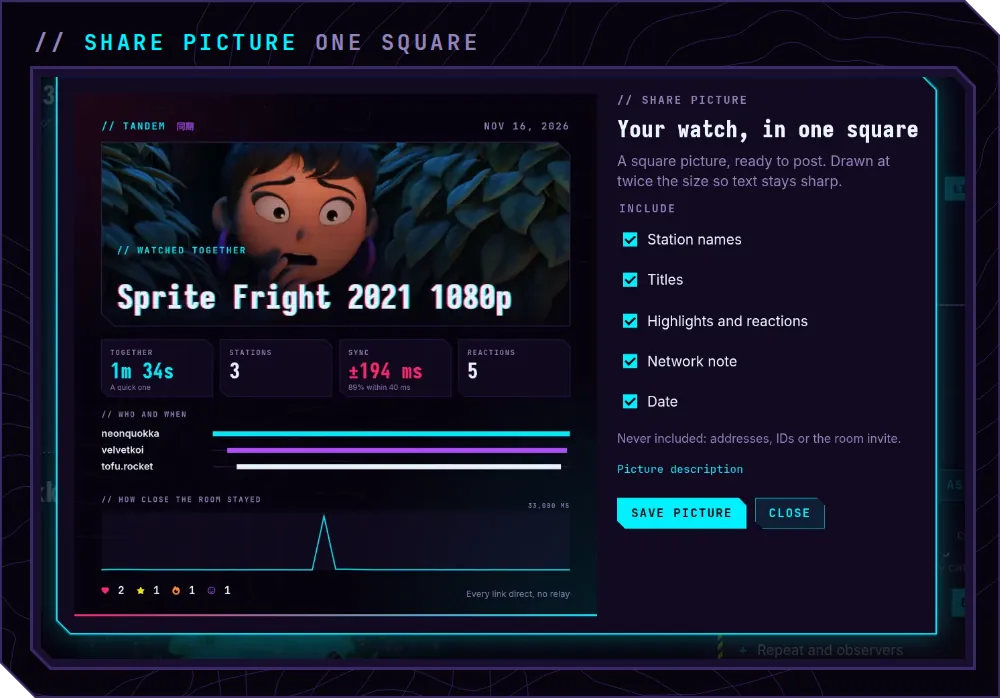 // SHARE PICTURE ONE SQUARE
// TANDEM 同期
NOV 16, 2026
// WATCHED TOGETHER
Sprite Fright 2021 1080p
TOGETHER
1m 34s
A quick one
STATIONS
3
SYNC
±194 ms
89% within 40 ms
REACTIONS
5
// WHO AND WHEN
neonquokka
velvetkoi
tofu.rocket
// HOW CLOSE THE ROOM STAYED
33,000 MS
2 1 1 1
Every link direct, no relay
// SHARE PICTURE
Your watch, in one square
A square picture, ready to post. Drawn at
twice the size so text stays sharp.
INCLUDE
Station names
Titles
Highlights and reactions
Network note
Date
Never included: addresses, IDs or the room invite.
Picture description
SAVE PICTURE
CLOSE
+ Repeat and observers